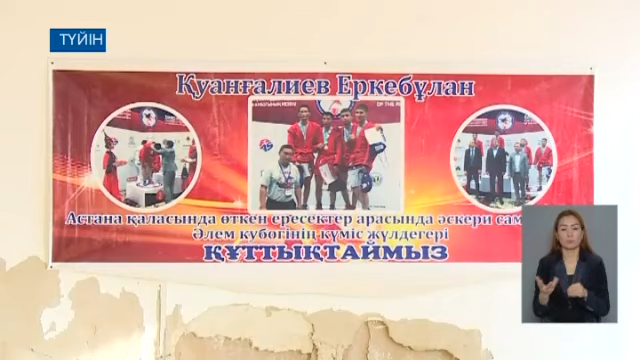 ТҮЙІН
Қуанғалиев Еркебұлан
Астана қаласында өткен ересектер арасында әскери сам
Әлем кубогінің күміс жүлдегері
ҚҰТТЫҚТАЙМЫЗ